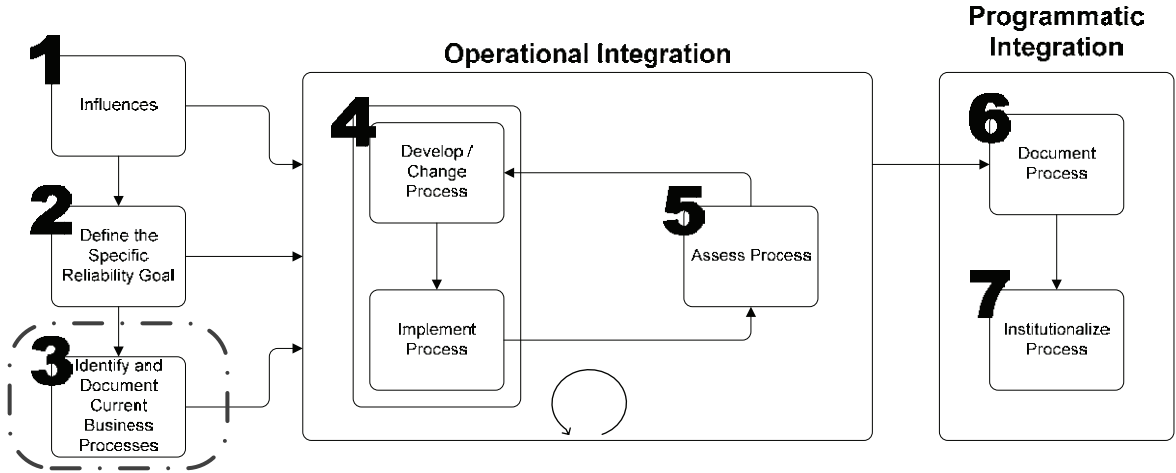 Programmatic
Integration
Operational Integration
1
Influences
2
Define the
Specific
Reliability Goal
3
Identify and
Document
Current
Business
Processes
4
Develop /
Change
Process
Implement
Process
5
Assess Process
6
Document
Process
7
Institutionalize
Process